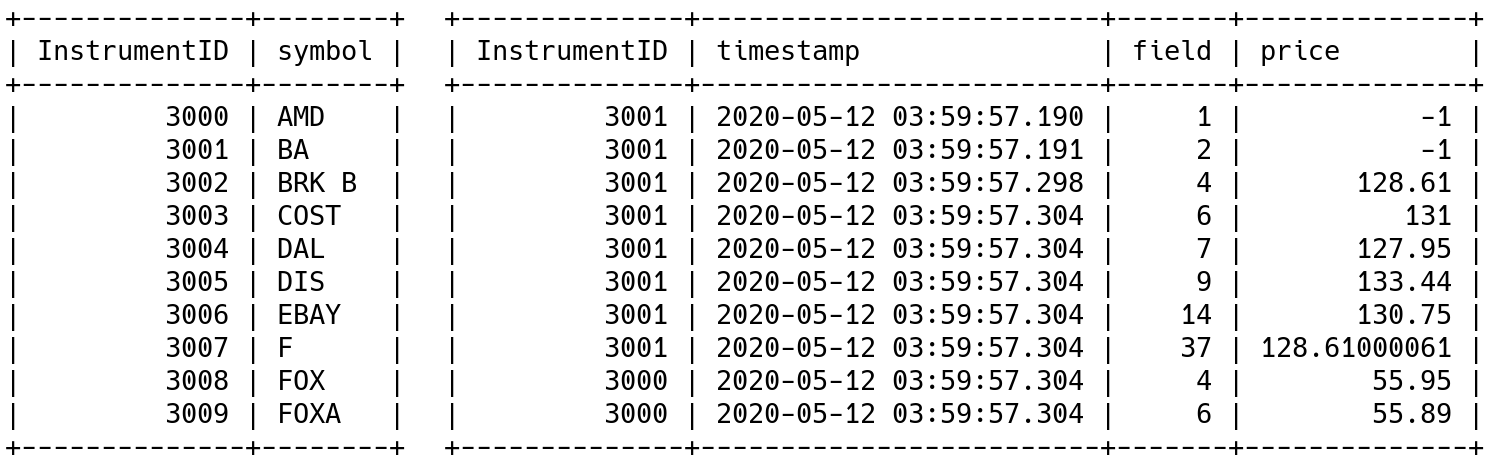 +--------------+--------+  +--------------+-------------------------+-------+--------------+
| InstrumentID | symbol |  | InstrumentID | timestamp               | field | price        |
+--------------+--------+  +--------------+-------------------------+-------+--------------+
|         3000 | AMD    |  |         3001 | 2020-05-12 03:59:57.190 |     1 |           -1 |
|         3001 | BA     |  |         3001 | 2020-05-12 03:59:57.191 |     2 |           -1 |
|         3002 | BRK B  |  |         3001 | 2020-05-12 03:59:57.298 |     4 |       128.61 |
|         3003 | COST   |  |         3001 | 2020-05-12 03:59:57.304 |     6 |          131 |
|         3004 | DAL    |  |         3001 | 2020-05-12 03:59:57.304 |     7 |       127.95 |
|         3005 | DIS    |  |         3001 | 2020-05-12 03:59:57.304 |     9 |       133.44 |
|         3006 | EBAY   |  |         3001 | 2020-05-12 03:59:57.304 |    14 |       130.75 |
|         3007 | F      |  |         3001 | 2020-05-12 03:59:57.304 |    37 | 128.61000061 |
|         3008 | FOX    |  |         3000 | 2020-05-12 03:59:57.304 |     4 |        55.95 |
|         3009 | FOXA   |  |         3000 | 2020-05-12 03:59:57.304 |     6 |        55.89 |
+--------------+--------+  +--------------+-------------------------+-------+--------------+